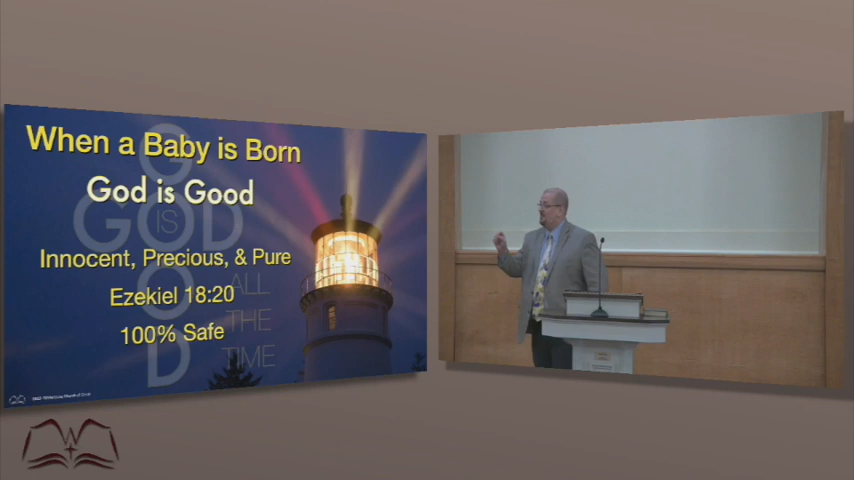 When a Baby is Born
God is Good
Innocent, Precious, & Pure
Ezekiel 18:20
100% Safe
GOD
IS
GOOD
ALL
THE
TIME